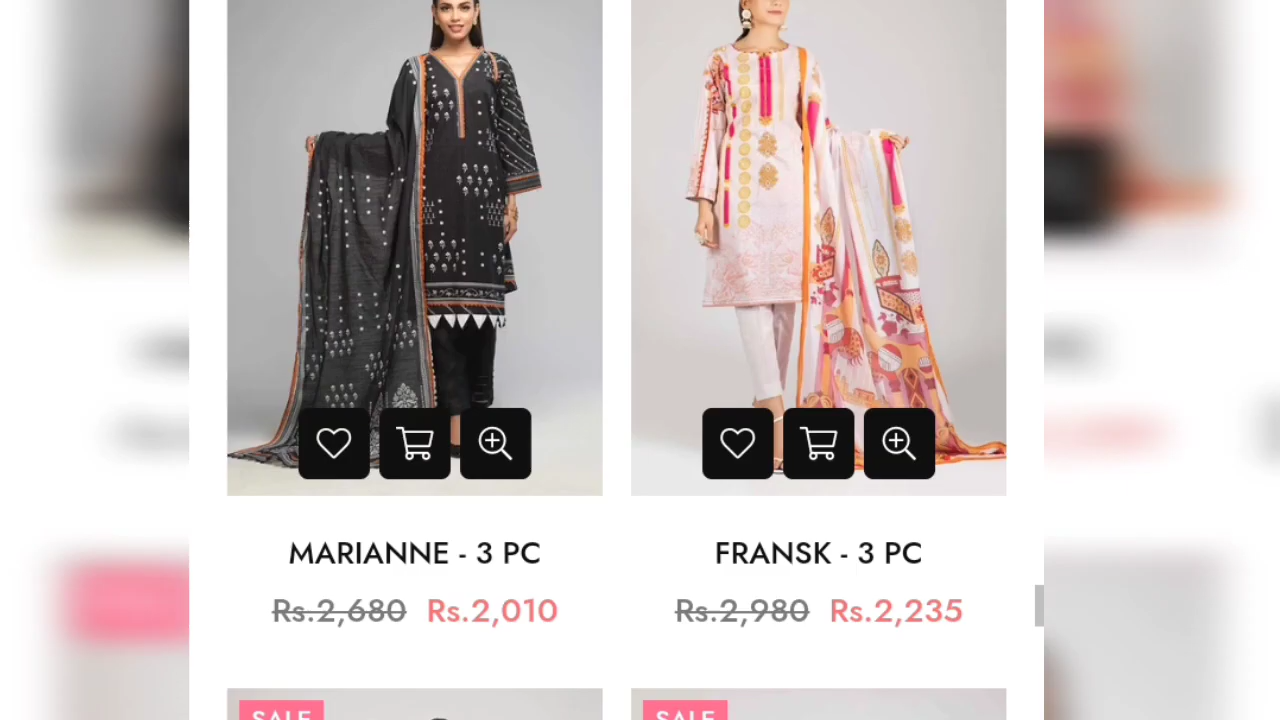 MARIANNE - 3 PC
Rs.2,680 Rs.2,010
FRANSK - 3 PC
Rs.2,980 Rs.2,235
SALE
SALE